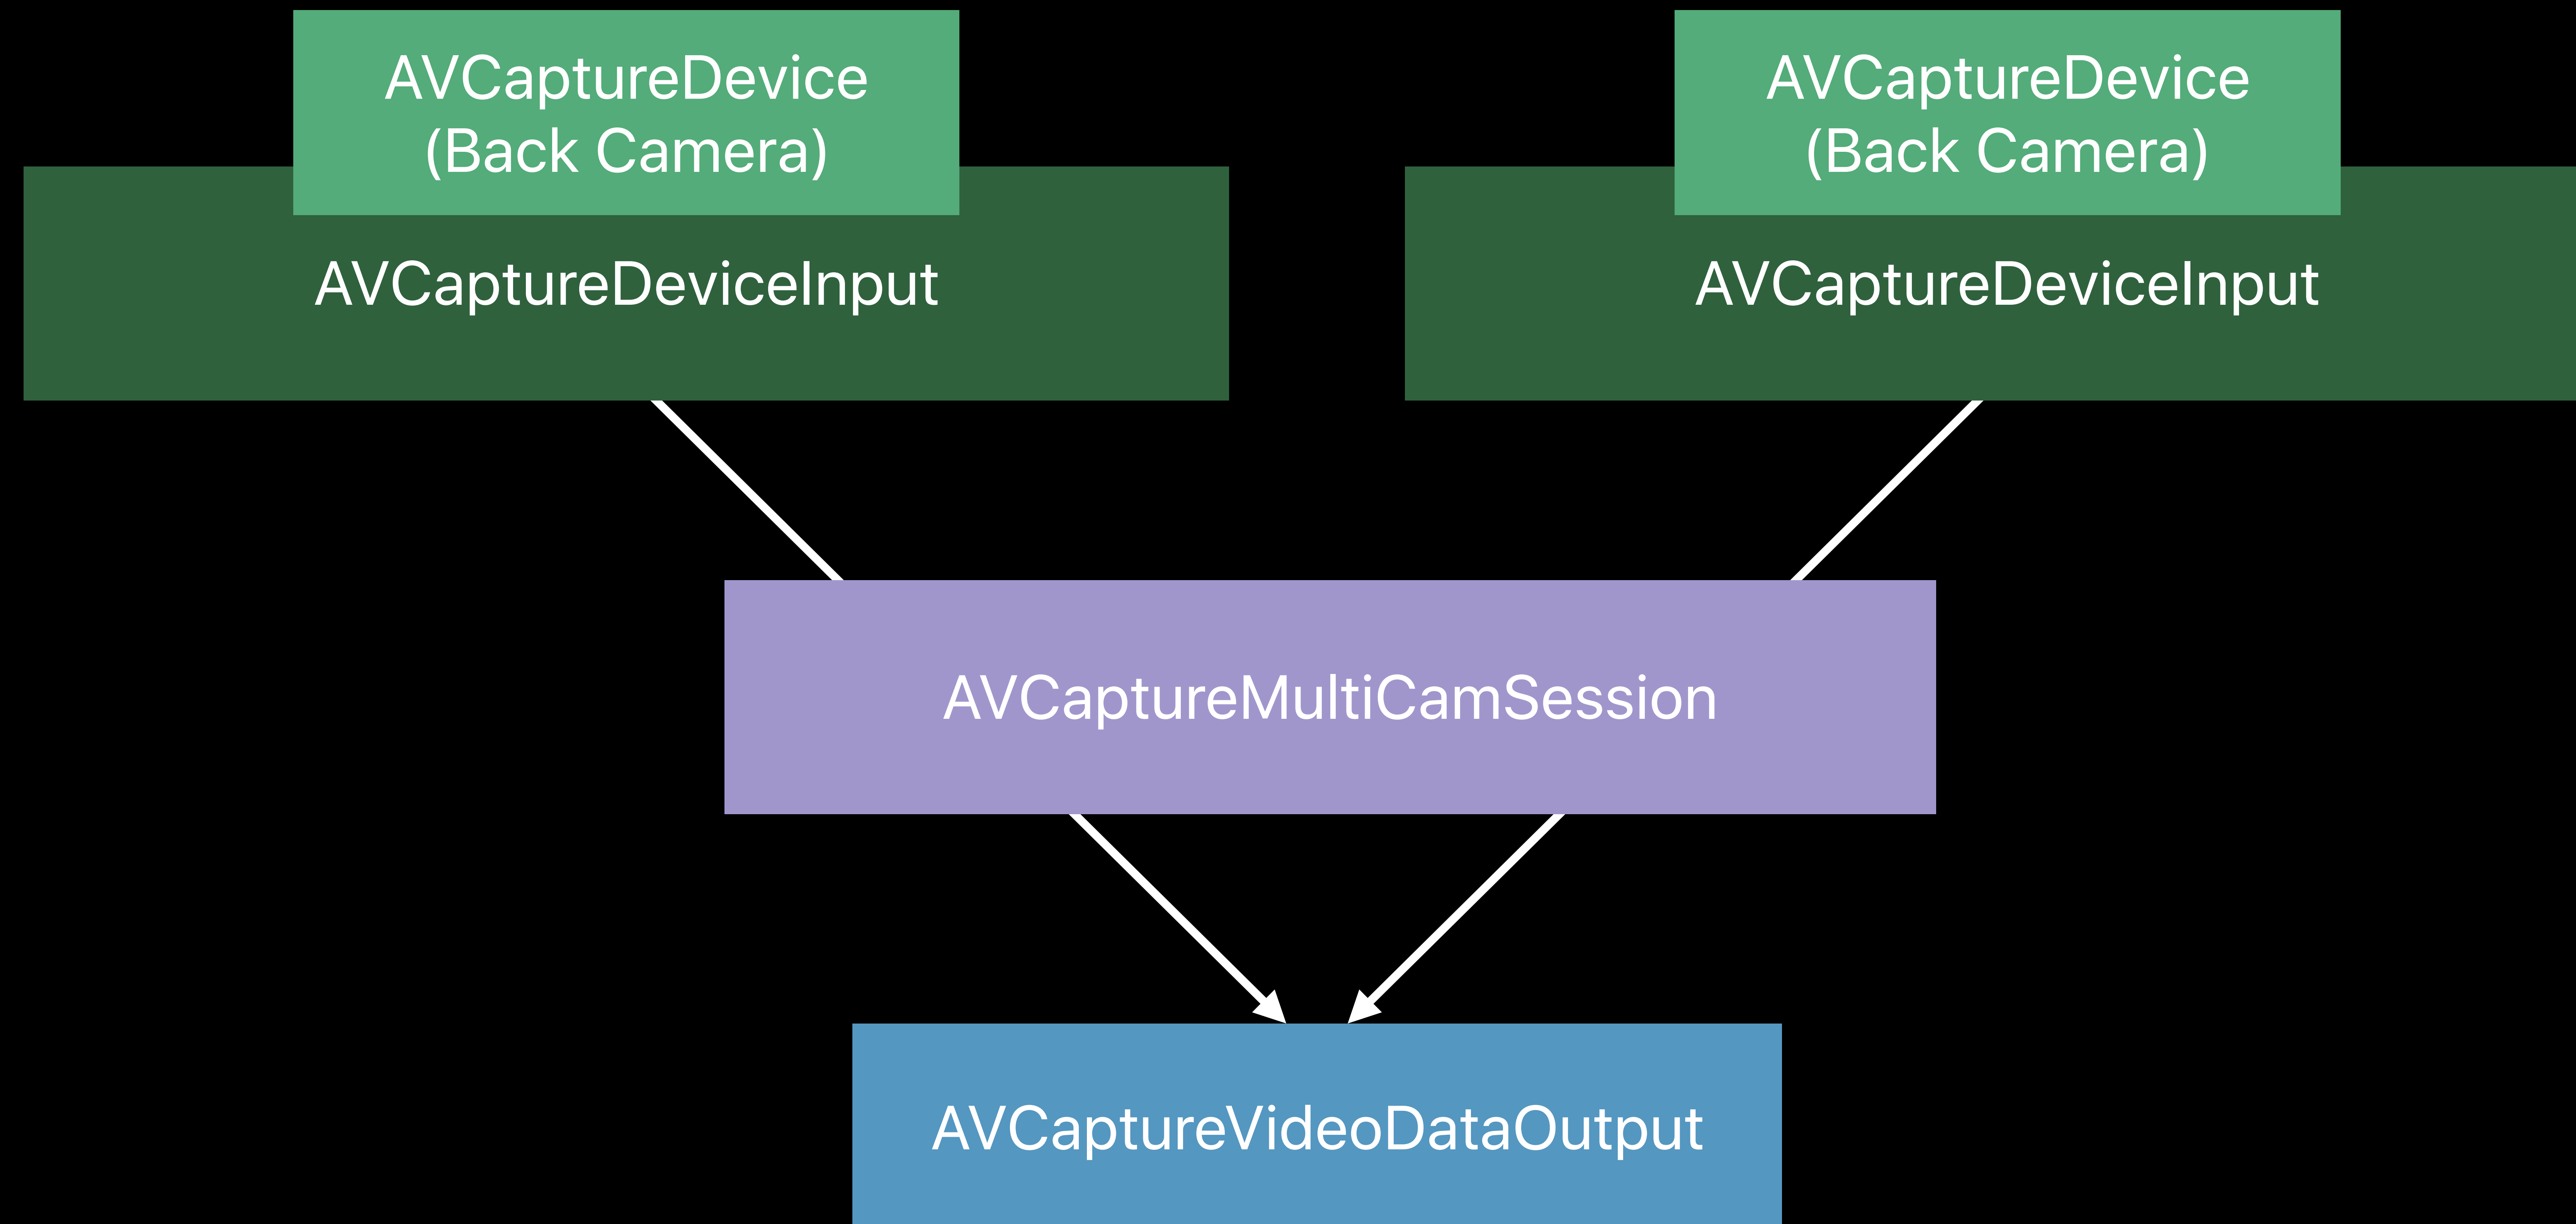 AVCaptureDevice
(Back Camera)
AVCaptureDeviceInput
AVCaptureDevice
(Back Camera)
AVCaptureDeviceInput
AVCaptureMultiCamSession
AVCaptureVideoDataOutput